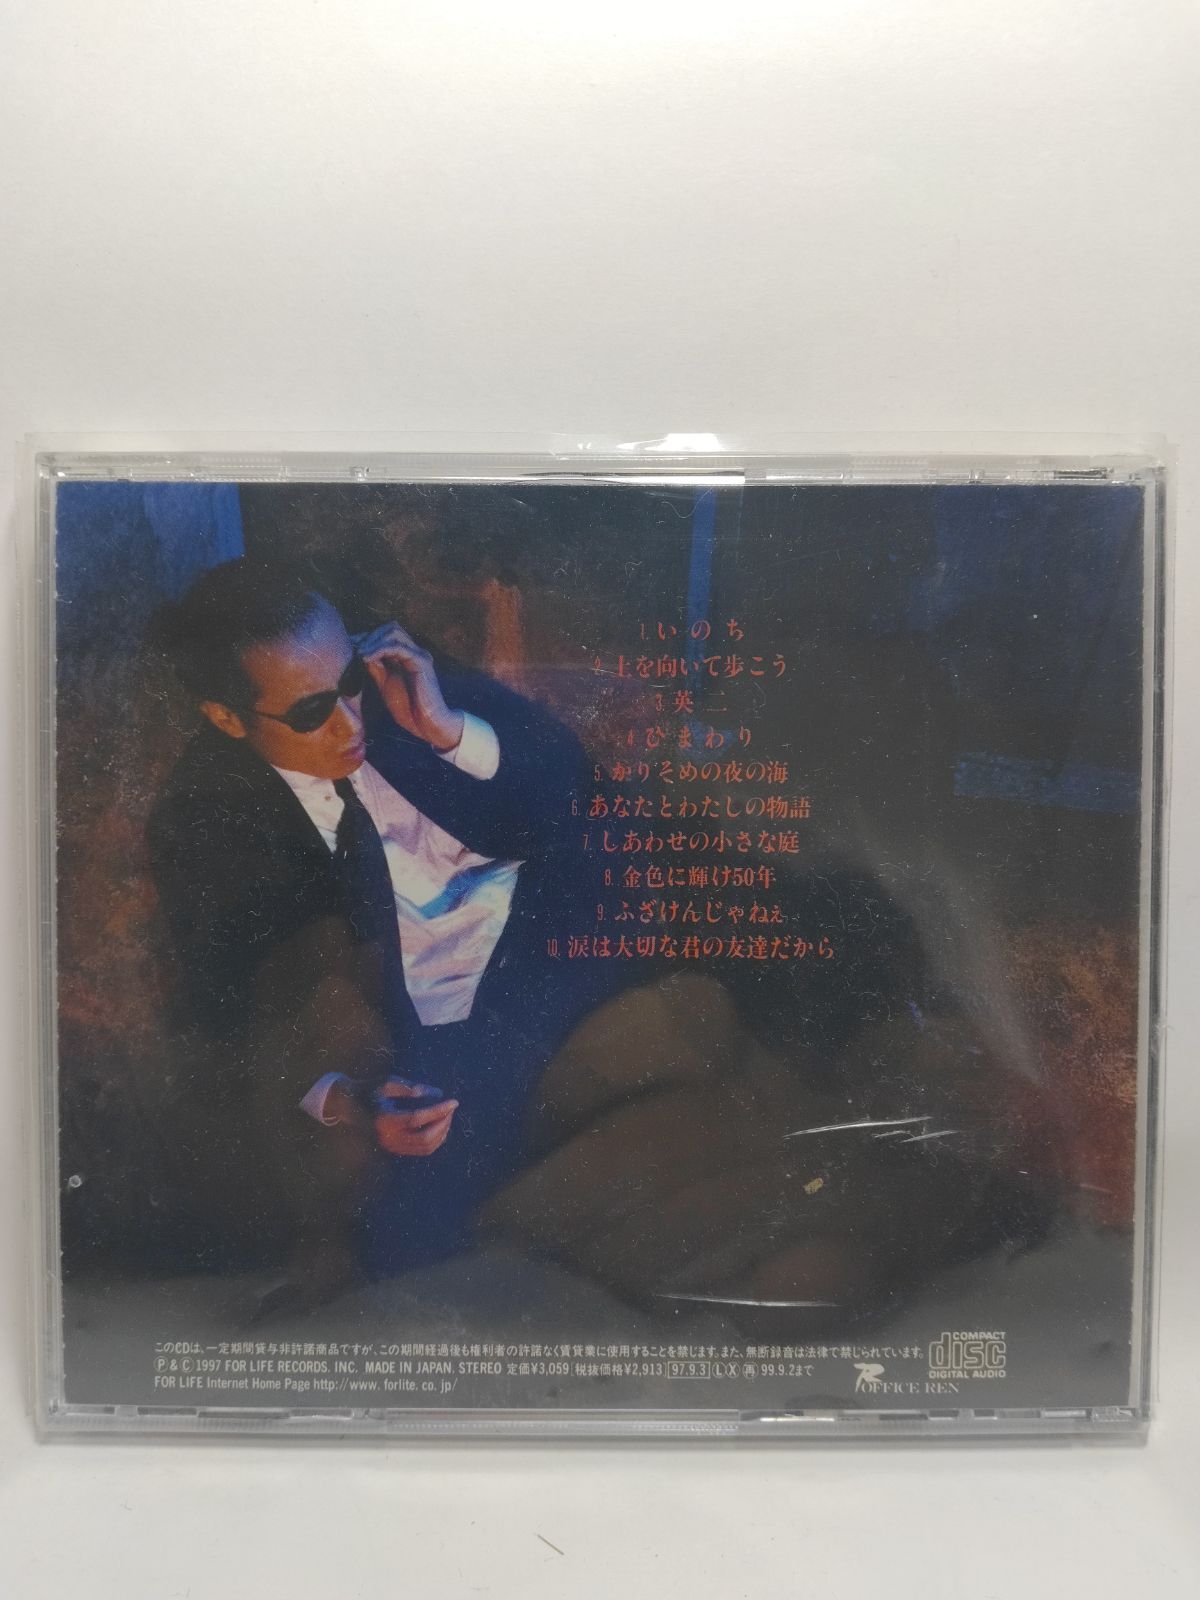 1. いのち
2. 上を向いて歩こう
3. 英二
4. ひまわり
5. かりそめの夜の海
6. あなたとわたしの物語
7. しあわせの小さな庭
8. 金色に輝け50年
9. ふざけんじゃねぇ
10. 涙は大切な君の友達だから
このCDは、一定期間貸与非許諾商品ですが、この期間経過後も権利者の許諾なく賃貸業に使用することを禁じます。また、無断録音は法律で禁じられています。
Ⓟ&Ⓒ 1997 FOR LIFE RECORDS. INC. MADE IN JAPAN. STEREO 定価¥3,059 税抜価格¥2,913 97.9.3 Ⓛ Ⓧ 再 99.9.2まで
FOR LIFE Internet Home Page http://www. forlite. co. jp/
COMPACT
disc
DIGITAL AUDIO
R
OFFICE REN